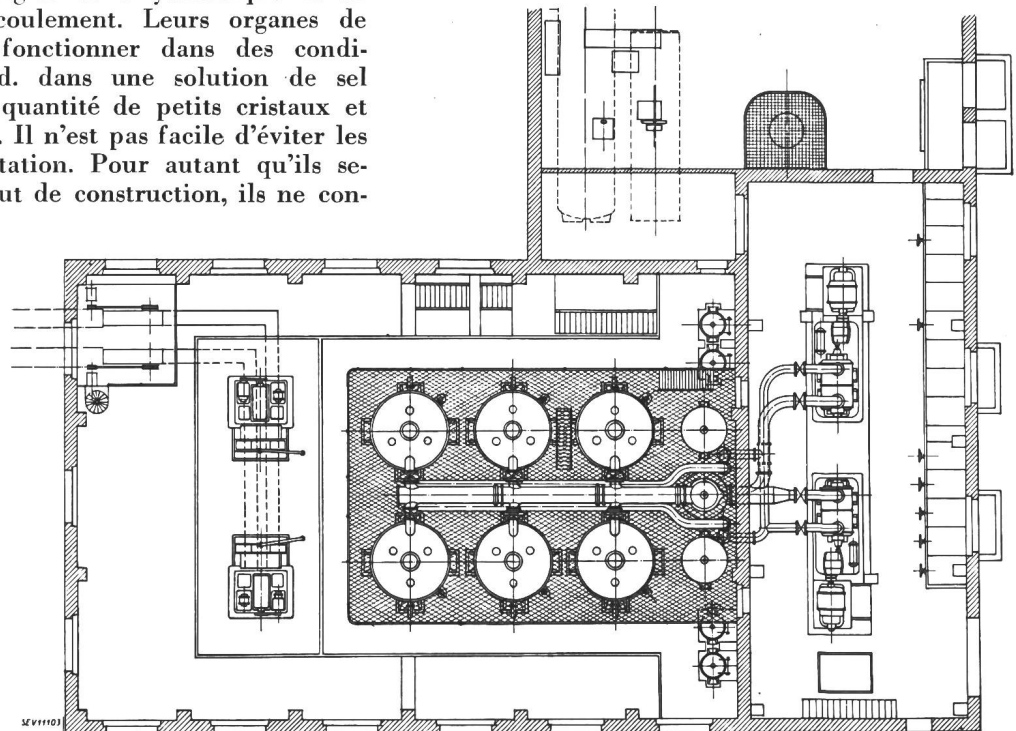 coulement. Leurs organes de
fonctionner dans des condi-
d. dans une solution de sel
quantité de petits cristaux et
. Il n'est pas facile d'éviter les
tation. Pour autant qu'ils se-
ut de construction, ils ne con-
SEV11103